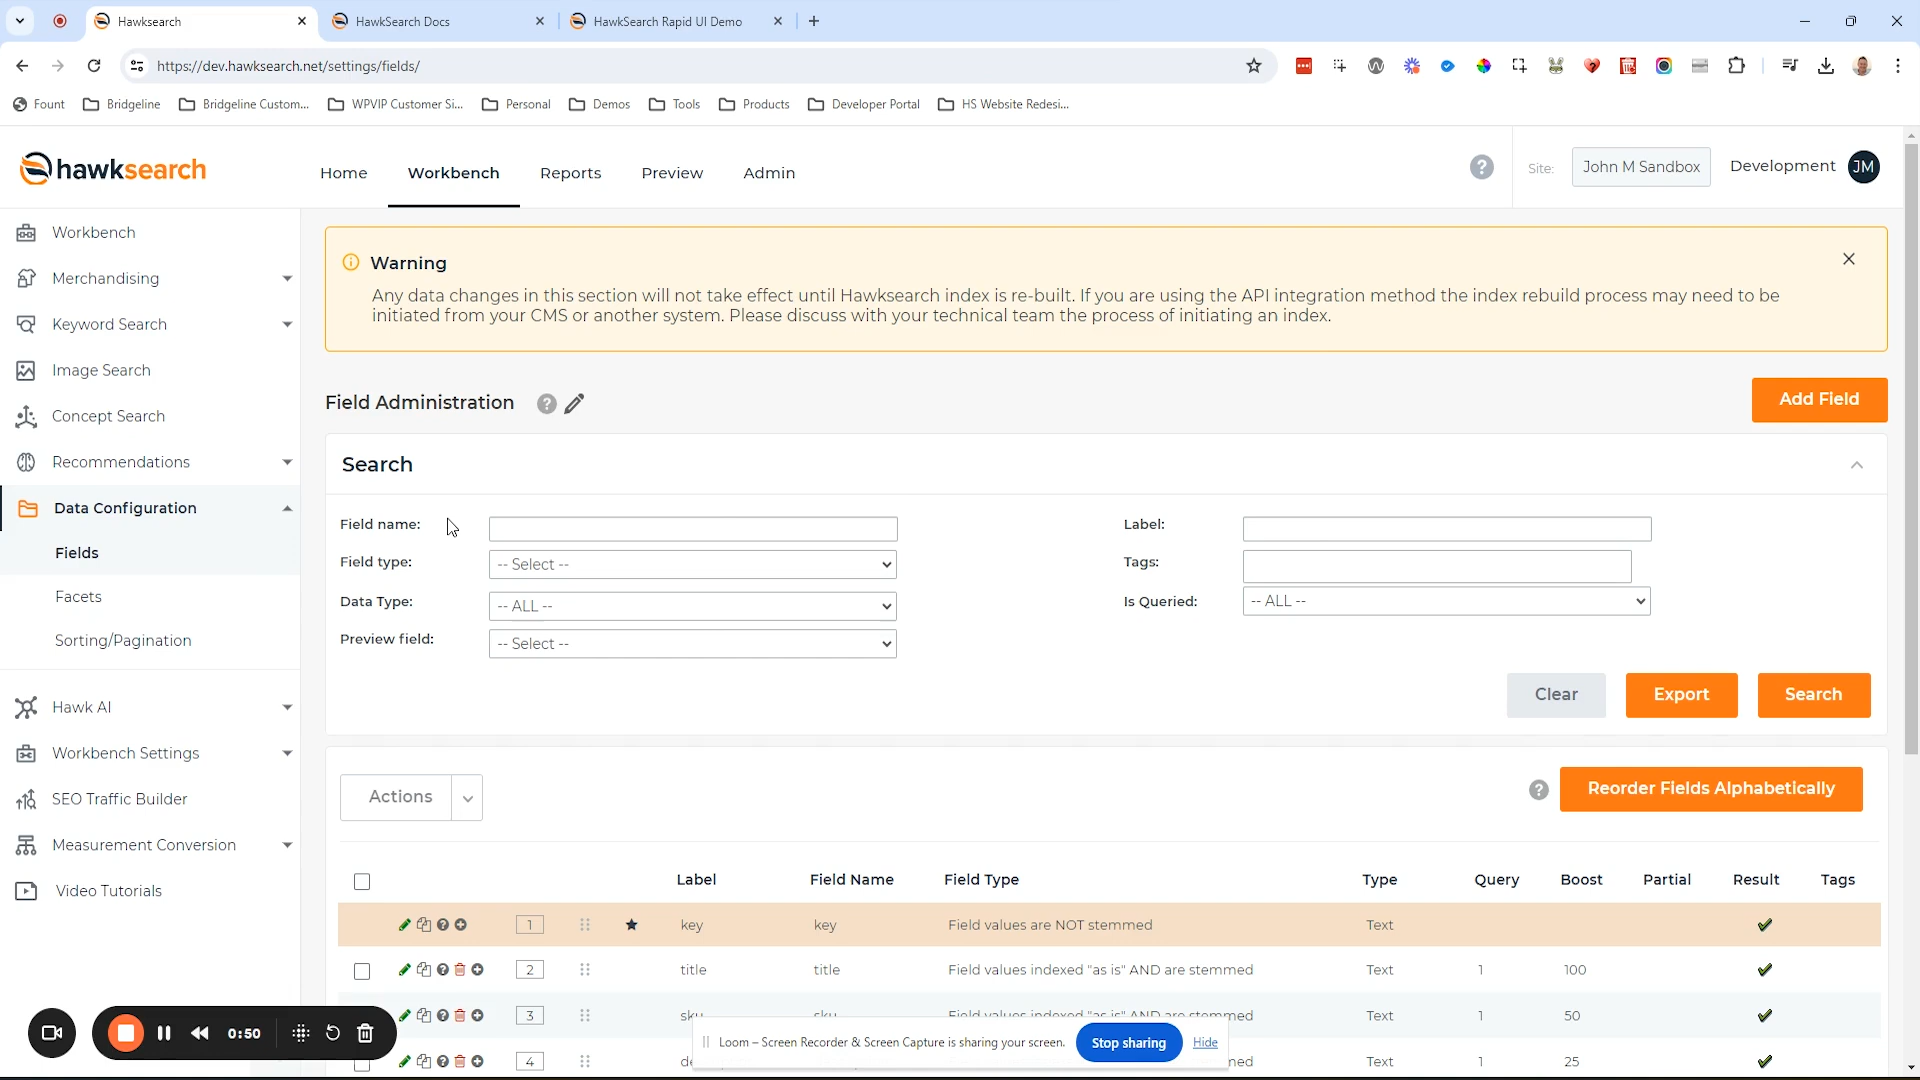 Hawksearch
HawkSearch Docs
HawkSearch Rapid UI Demo
https://dev.hawksearch.net/settings/fields/
Fount
Bridgeline
Bridgeline Custom...
WPVIP Customer Si...
Personal
Demos
Tools
Products
Developer Portal
HS Website Redesi...
hawksearch
Home
Workbench
Reports
Preview
Admin
Site:
John M Sandbox
Development
JM
Workbench
Merchandising
Keyword Search
Image Search
Concept Search
Recommendations
Data Configuration
Fields
Facets
Sorting/Pagination
Hawk AI
Workbench Settings
SEO Traffic Builder
Measurement Conversion
Video Tutorials
Warning
Any data changes in this section will not take effect until Hawksearch index is re-built. If you are using the API integration method the index rebuild process may need to be
initiated from your CMS or another system. Please discuss with your technical team the process of initiating an index.
Field Administration
Add Field
Search
Field name:
Label:
Field type:
-- Select --
Tags:
Data Type:
-- ALL --
Is Queried:
-- ALL --
Preview field:
-- Select --
Clear
Export
Search
Actions
Reorder Fields Alphabetically
Label Field Name Field Type Type Query Boost Partial Result Tags
1 key key Field values are NOT stemmed Text
2 title title Field values indexed "as is" AND are stemmed Text 1 100
3 Text 1 50
4 Text 1 25
0:50
Loom – Screen Recorder & Screen Capture is sharing your screen.
Stop sharing
Hide